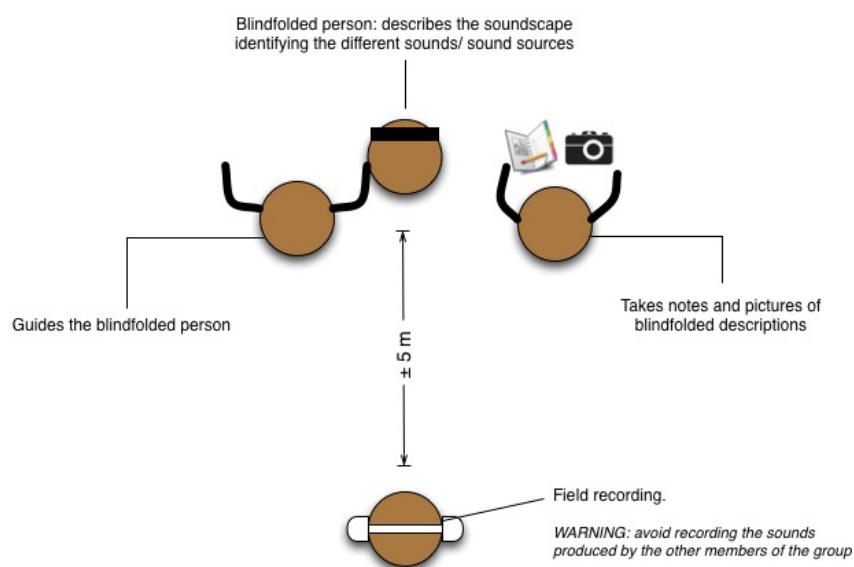 Blindfolded person: describes the soundscape
identifying the different sounds/ sound sources
Guides the blindfolded person
Takes notes and pictures of
blindfolded descriptions
± 5 m
Field recording.
WARNING: avoid recording the sounds
produced by the other members of the group